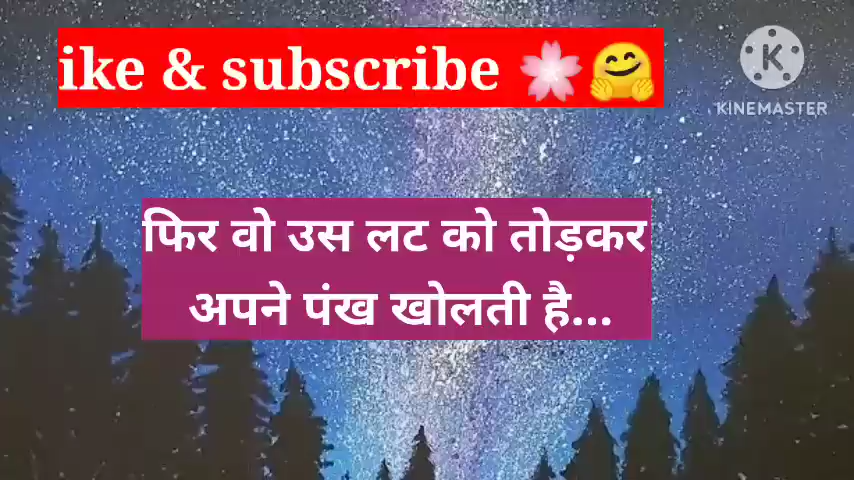 ike & subscribe 🌸🤗
KINEMASTER
फिर वो उस लट को तोड़कर
अपने पंख खोलती है...